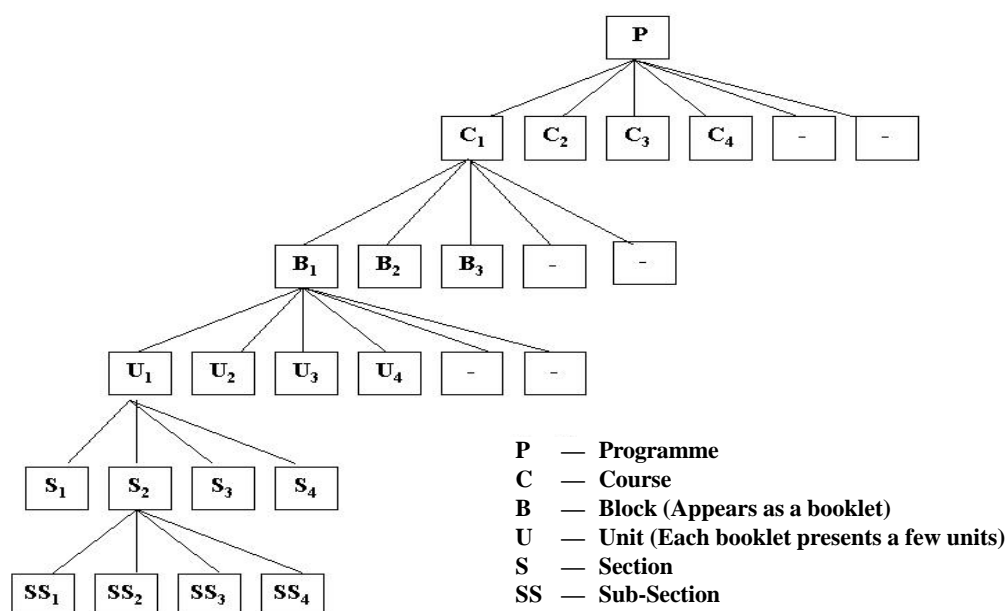 P
C₁ C₂ C₃ C₄ - -
B₁ B₂ B₃ - -
U₁ U₂ U₃ U₄ - -
S₁ S₂ S₃ S₄
SS₁ SS₂ SS₃ SS₄
P — Programme
C — Course
B — Block (Appears as a booklet)
U — Unit (Each booklet presents a few units)
S — Section
SS — Sub-Section